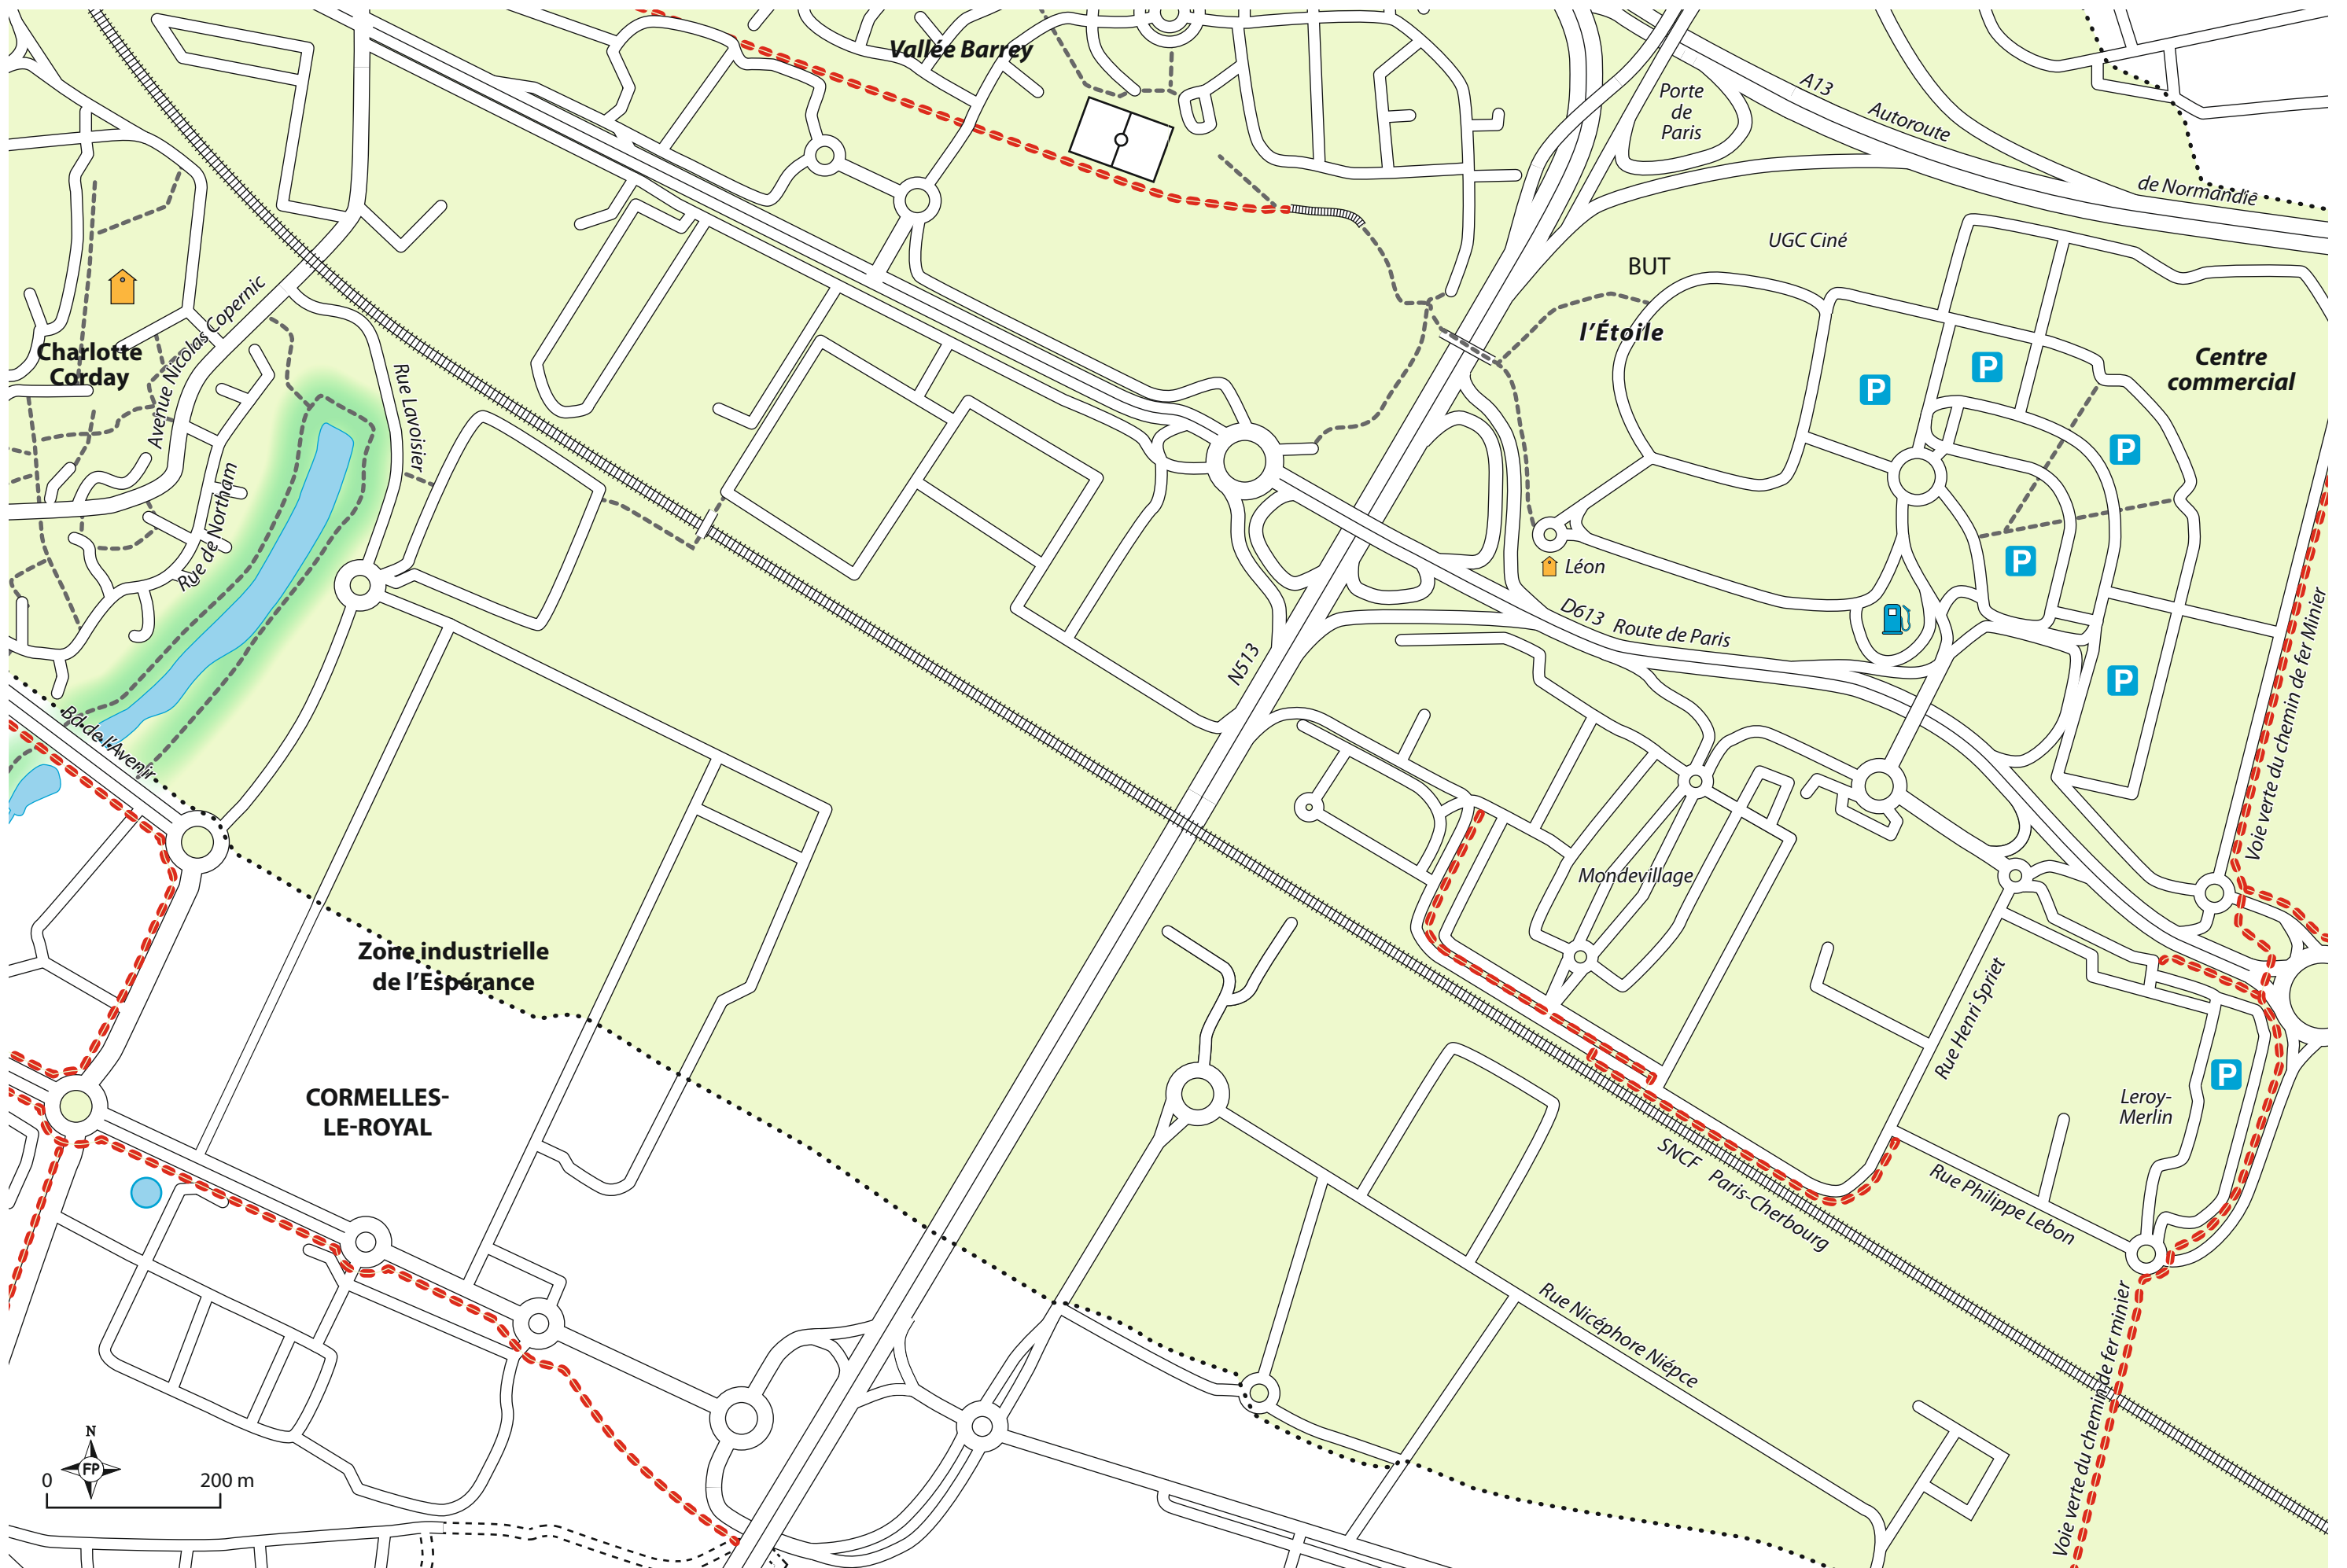 Vallée Barrey
Porte
de
Paris
A13
Autoroute
de Normandie
UGC Ciné
BUT
l'Étoile
Centre
commercial
Charlotte
Corday
Avenue Nicolas Copernic
Rue Lavoisier
Rue de Northam
P
P
P
P
P
Léon
D613 Route de Paris
N513
Bd de l'Avenir
Voie verte du chemin de fer Minier
Mondevillage
Zone industrielle
de l'Espérance
CORMELLES-
LE-ROYAL
Rue Henri Spriet
P
Leroy-
Merlin
SNCF Paris-Cherbourg
Rue Philippe Lebon
Rue Nicéphore Niépce
Voie verte du chemin de fer minier
N
FP
0 200 m